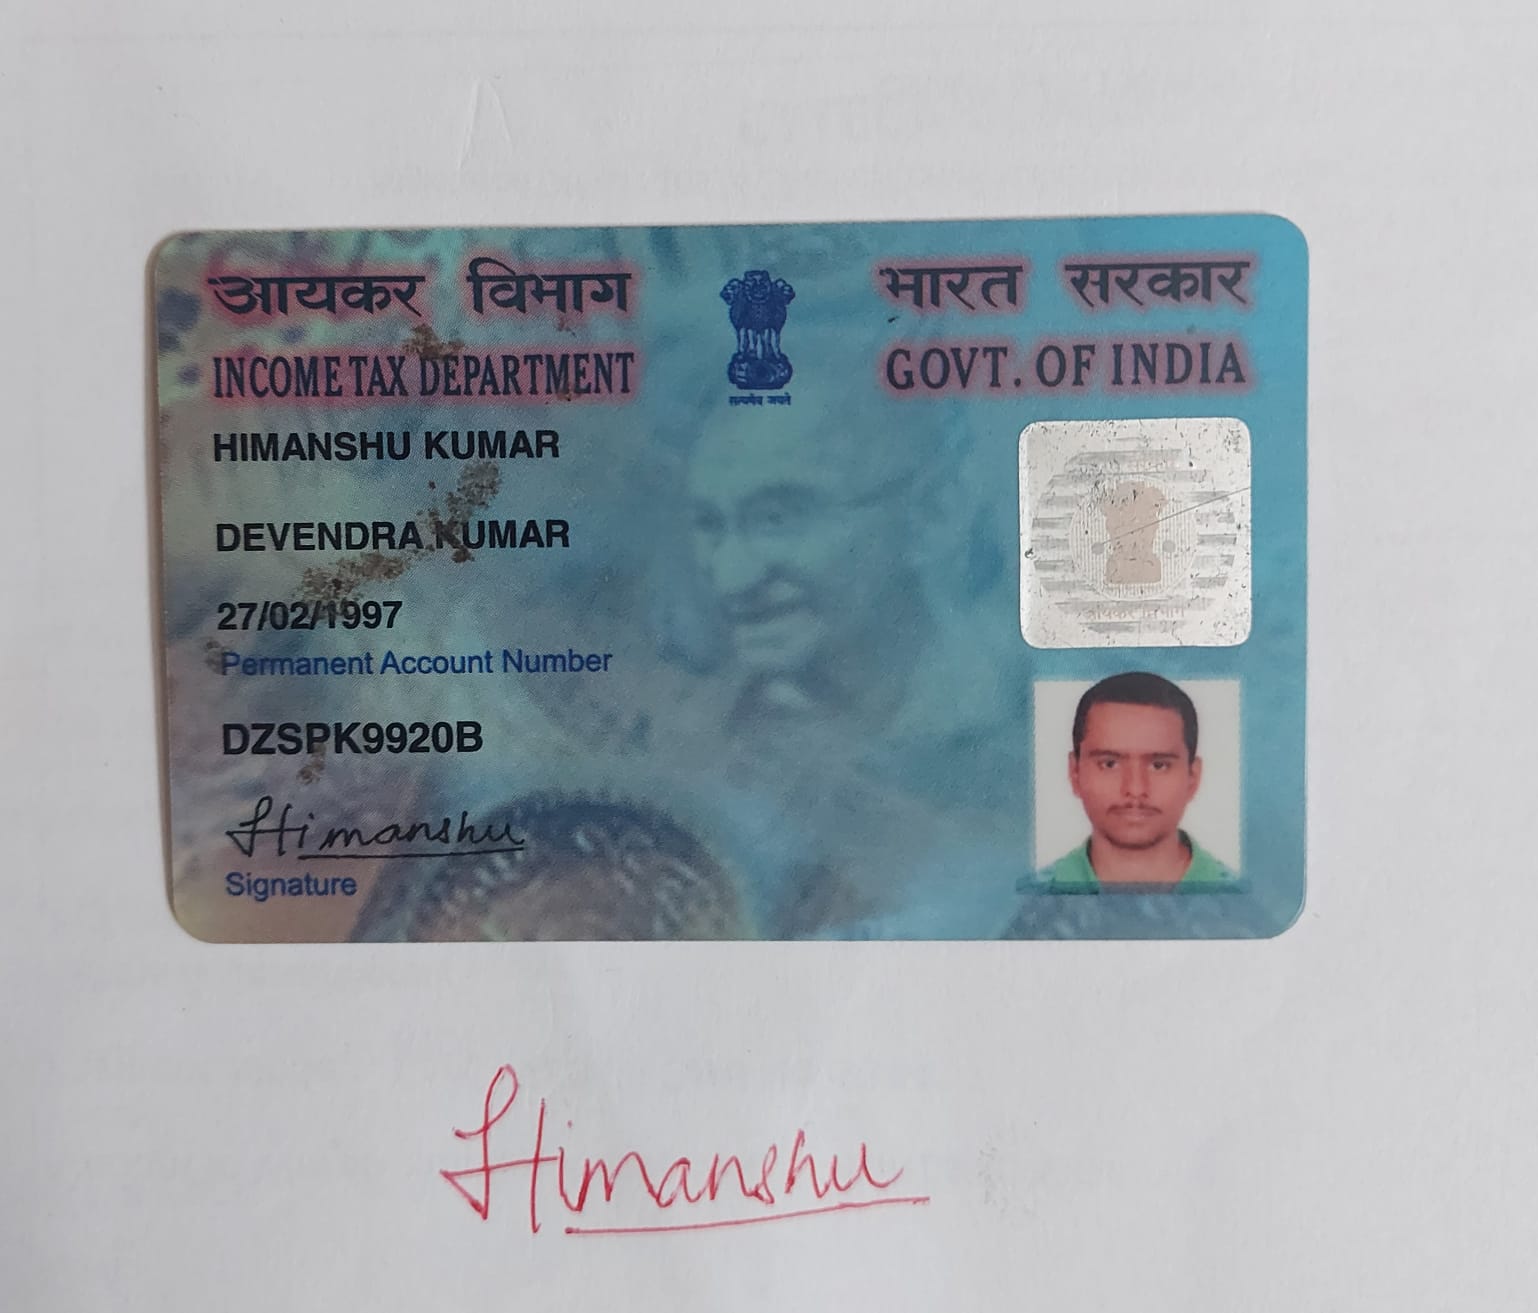 आयकर विभाग
INCOME TAX DEPARTMENT
सत्यमेव जयते
भारत सरकार
GOVT. OF INDIA
HIMANSHU KUMAR
DEVENDRA KUMAR
27/02/1997
Permanent Account Number
DZSPK9920B
Himanshu
Signature
Himanshu